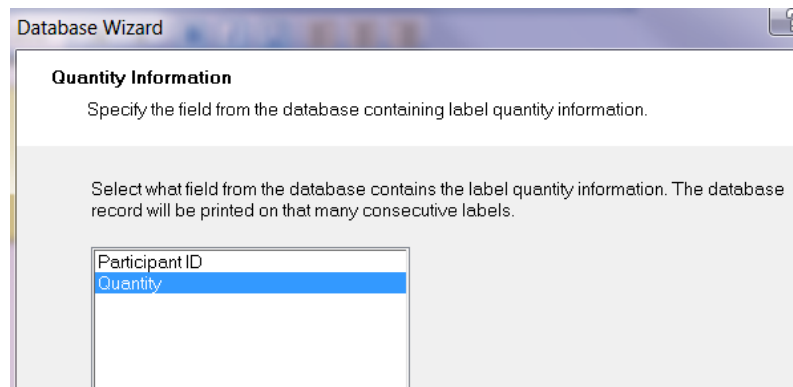 Database Wizard
Quantity Information
Specify the field from the database containing label quantity information.
Select what field from the database contains the label quantity information. The database
record will be printed on that many consecutive labels.
Participant ID
Quantity